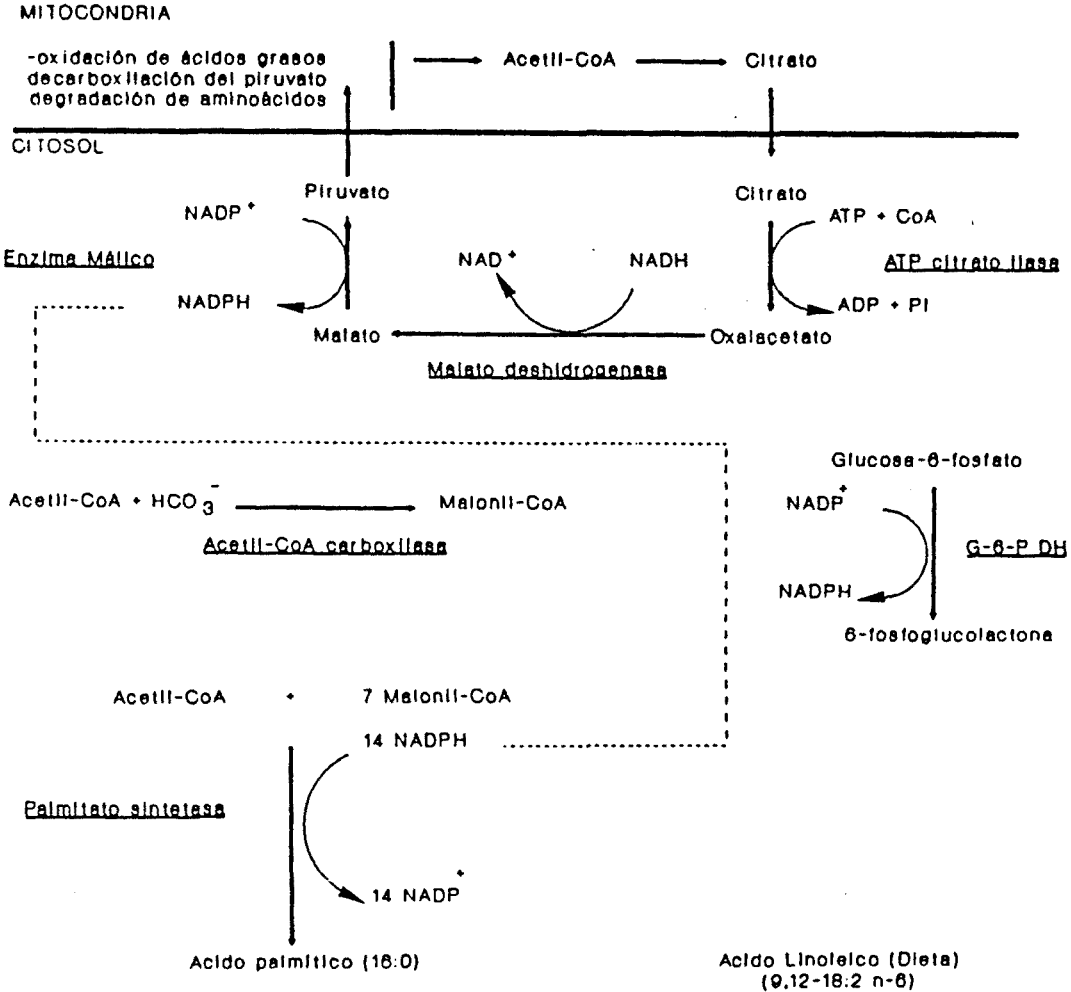 MITOCONDRIA
-oxidación de ácidos grasos
decarboxilación del piruvato
degradación de aminoácidos
Acetil-CoA
Citrato
CITOSOL
Piruvato
Citrato
NADP+
ATP + CoA
Enzima Málico
NAD+
NADH
ATP citrato liasa
NADPH
ADP + Pi
Malato
Oxalacetato
Malato deshidrogenasa
Glucosa-6-fosfato
Acetil-CoA + HCO3-
Malonil-CoA
NADP+
Acetil-CoA carboxilasa
G-6-P DH
NADPH
6-fosfoglucolactona
Acetil-CoA + 7 Malonil-CoA
14 NADPH
Palmitato sintetasa
14 NADP+
Acido palmítico (16:0)
Acido Linoleico (Dieta)
(9,12-18:2 n-6)